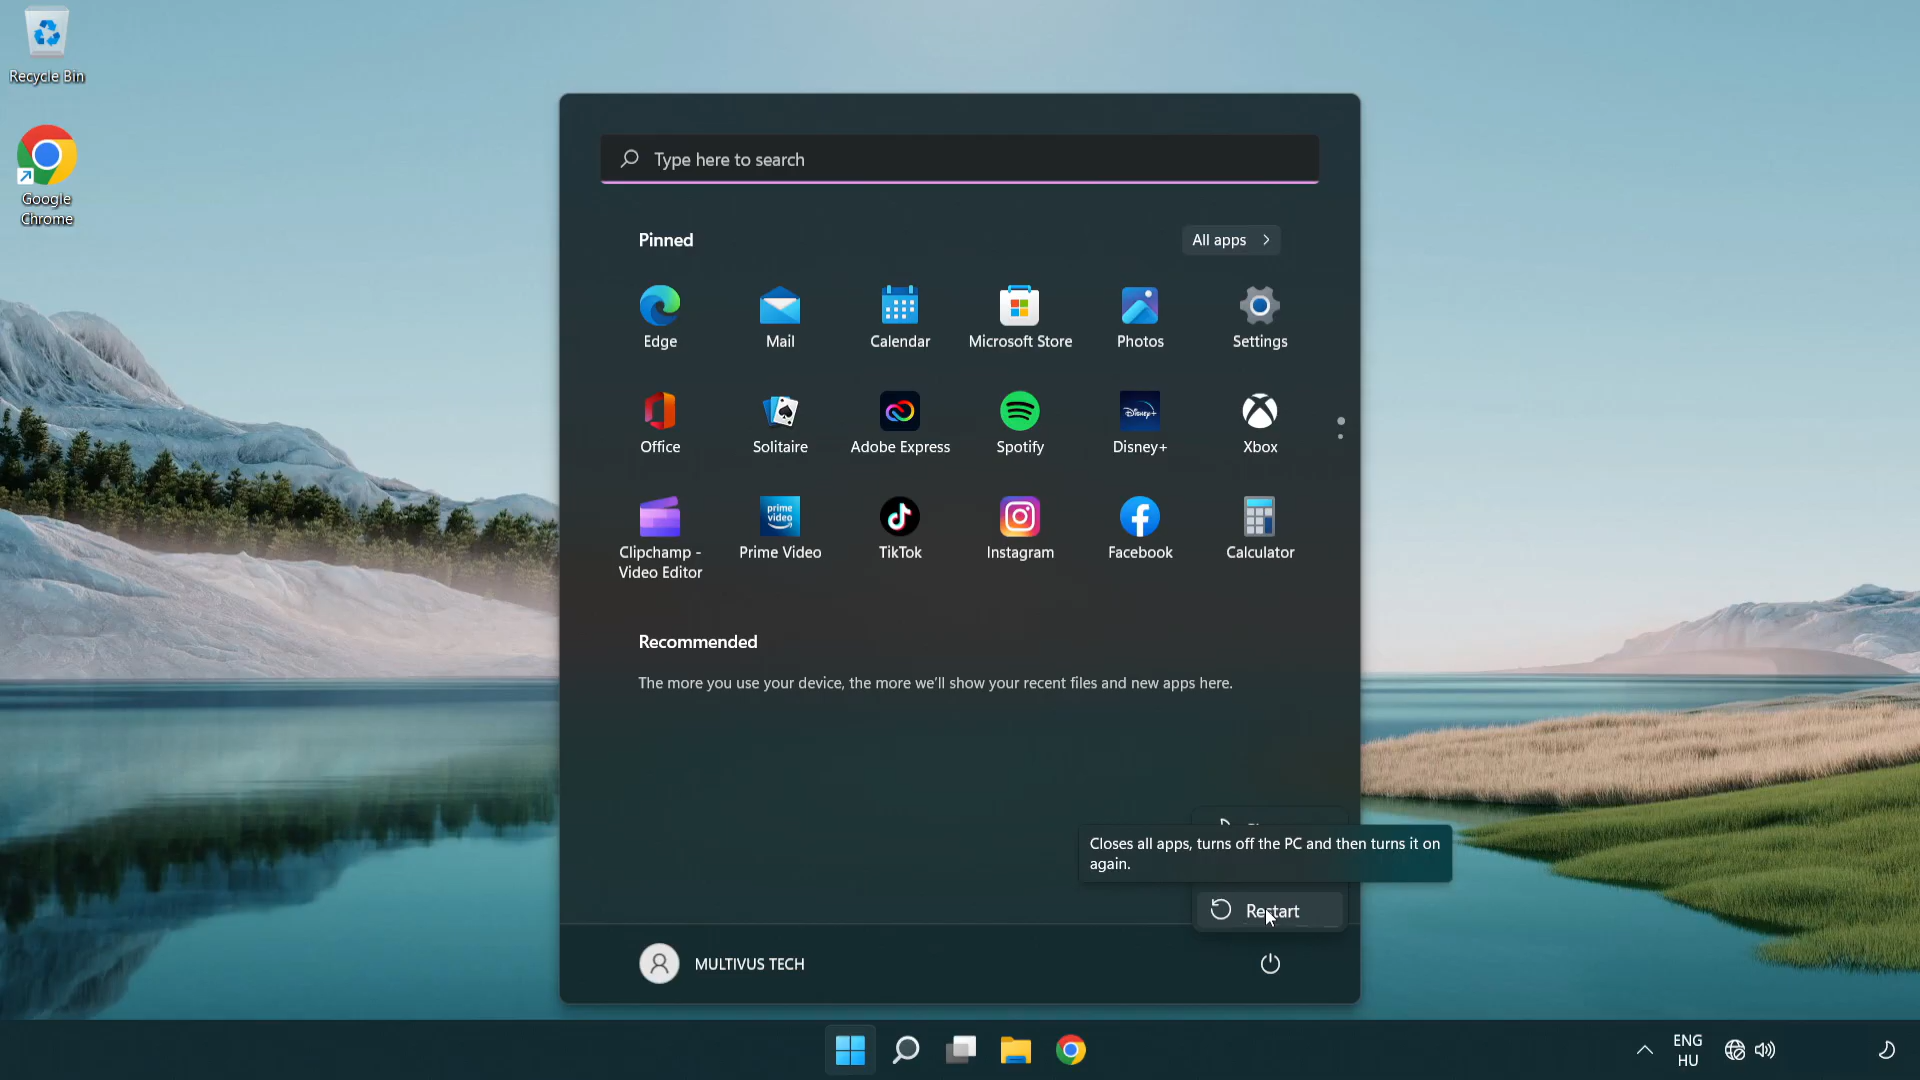 Recycle Bin
Google
Chrome
Type here to search
Pinned
All apps
Edge
Mail
Calendar
Microsoft Store
Photos
Settings
Office
Solitaire
Adobe Express
Spotify
Disney+
Disney+
Xbox
prime
video
Clipchamp -
Video Editor
Prime Video
TikTok
Instagram
Facebook
Calculator
Recommended
The more you use your device, the more we'll show your recent files and new apps here.
Closes all apps, turns off the PC and then turns it on
again.
Restart
MULTIVUS TECH
ENG
HU